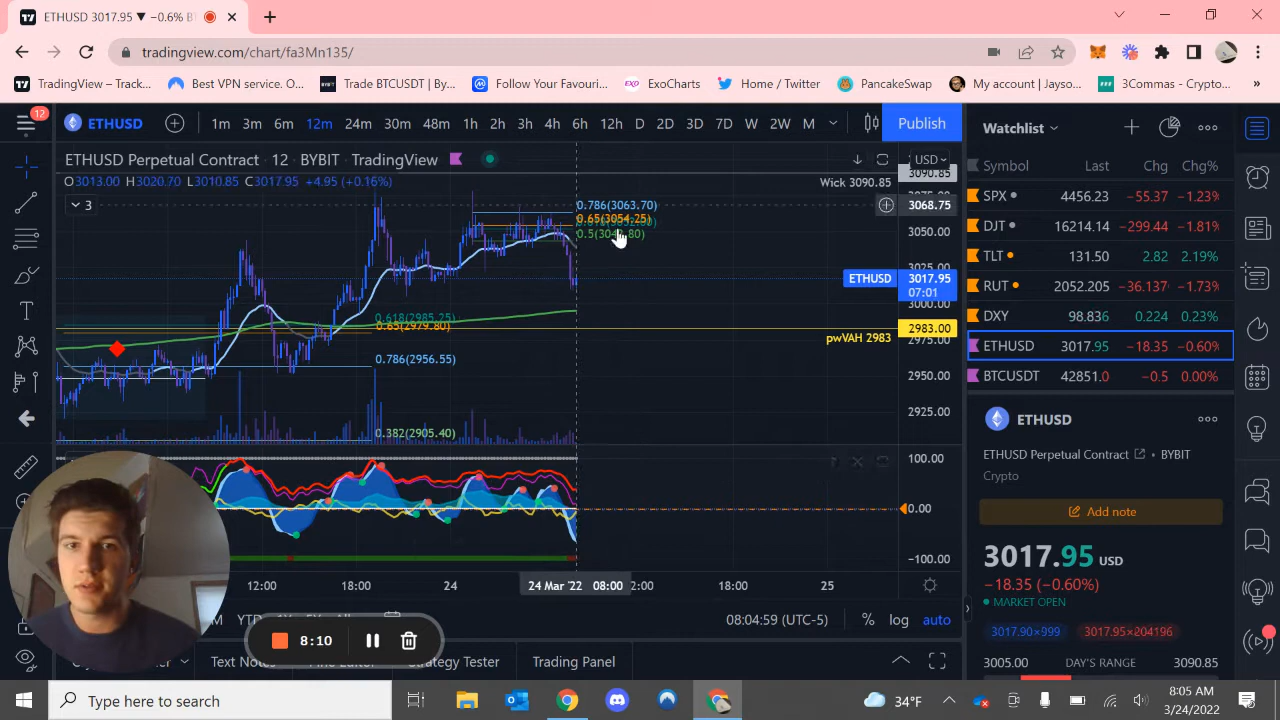 ETHUSD 3017.95 ▼ −0.6% B
tradingview.com/chart/fa3Mn135/
TradingView – Track...
Best VPN service. O...
Trade BTCUSDT | By...
Follow Your Favouri...
ExoCharts
Home / Twitter
PancakeSwap
My account / Jayso...
3Commas - Crypto...
»
12
ETHUSD
1m 3m 6m 12m 24m 30m 48m 1h 2h 3h 4h 6h 12h D 2D 3D 7D W 2W M
Publish
ETHUSD Perpetual Contract · 12 · BYBIT · TradingView
O3013.00 H3020.70 L3010.85 C3017.95 +4.95 (+0.16%)
3
USD
3090.85
Wick 3090.85
3068.75
3050.00
ETHUSD
3017.95
07:01
3000.00
2983.00
pwVAH 2983
2975.00
2950.00
2925.00
100.00
0.00
−100.00
0.786(3063.70)
0.65(3054.25)
0.618(2985.25)
0.65(2979.80)
0.786(2956.55)
0.382(2905.40)
12:00
18:00
24
24 Mar '22 08:00
18:00
25
08:04:59 (UTC-5)
%
log
auto
8:10
Text Notes
Strategy Tester
Trading Panel
Watchlist
Symbol Last Chg Chg%
SPX 4456.23 −55.37 −1.23%
DJT 16214.14 −299.44 −1.81%
TLT 131.50 2.82 2.19%
RUT 2052.205 −36.137 −1.73%
DXY 98.836 0.224 0.23%
ETHUSD 3017.95 −18.35 −0.60%
BTCUSDT 42851.0 −0.5 0.00%
ETHUSD
ETHUSD Perpetual Contract • BYBIT
Crypto
Add note
3017.95 USD
−18.35 (−0.60%)
MARKET OPEN
3017.90×999 3017.95×204196
3005.00 DAY'S RANGE 3090.85
Type here to search
34°F
8:05 AM
3/24/2022